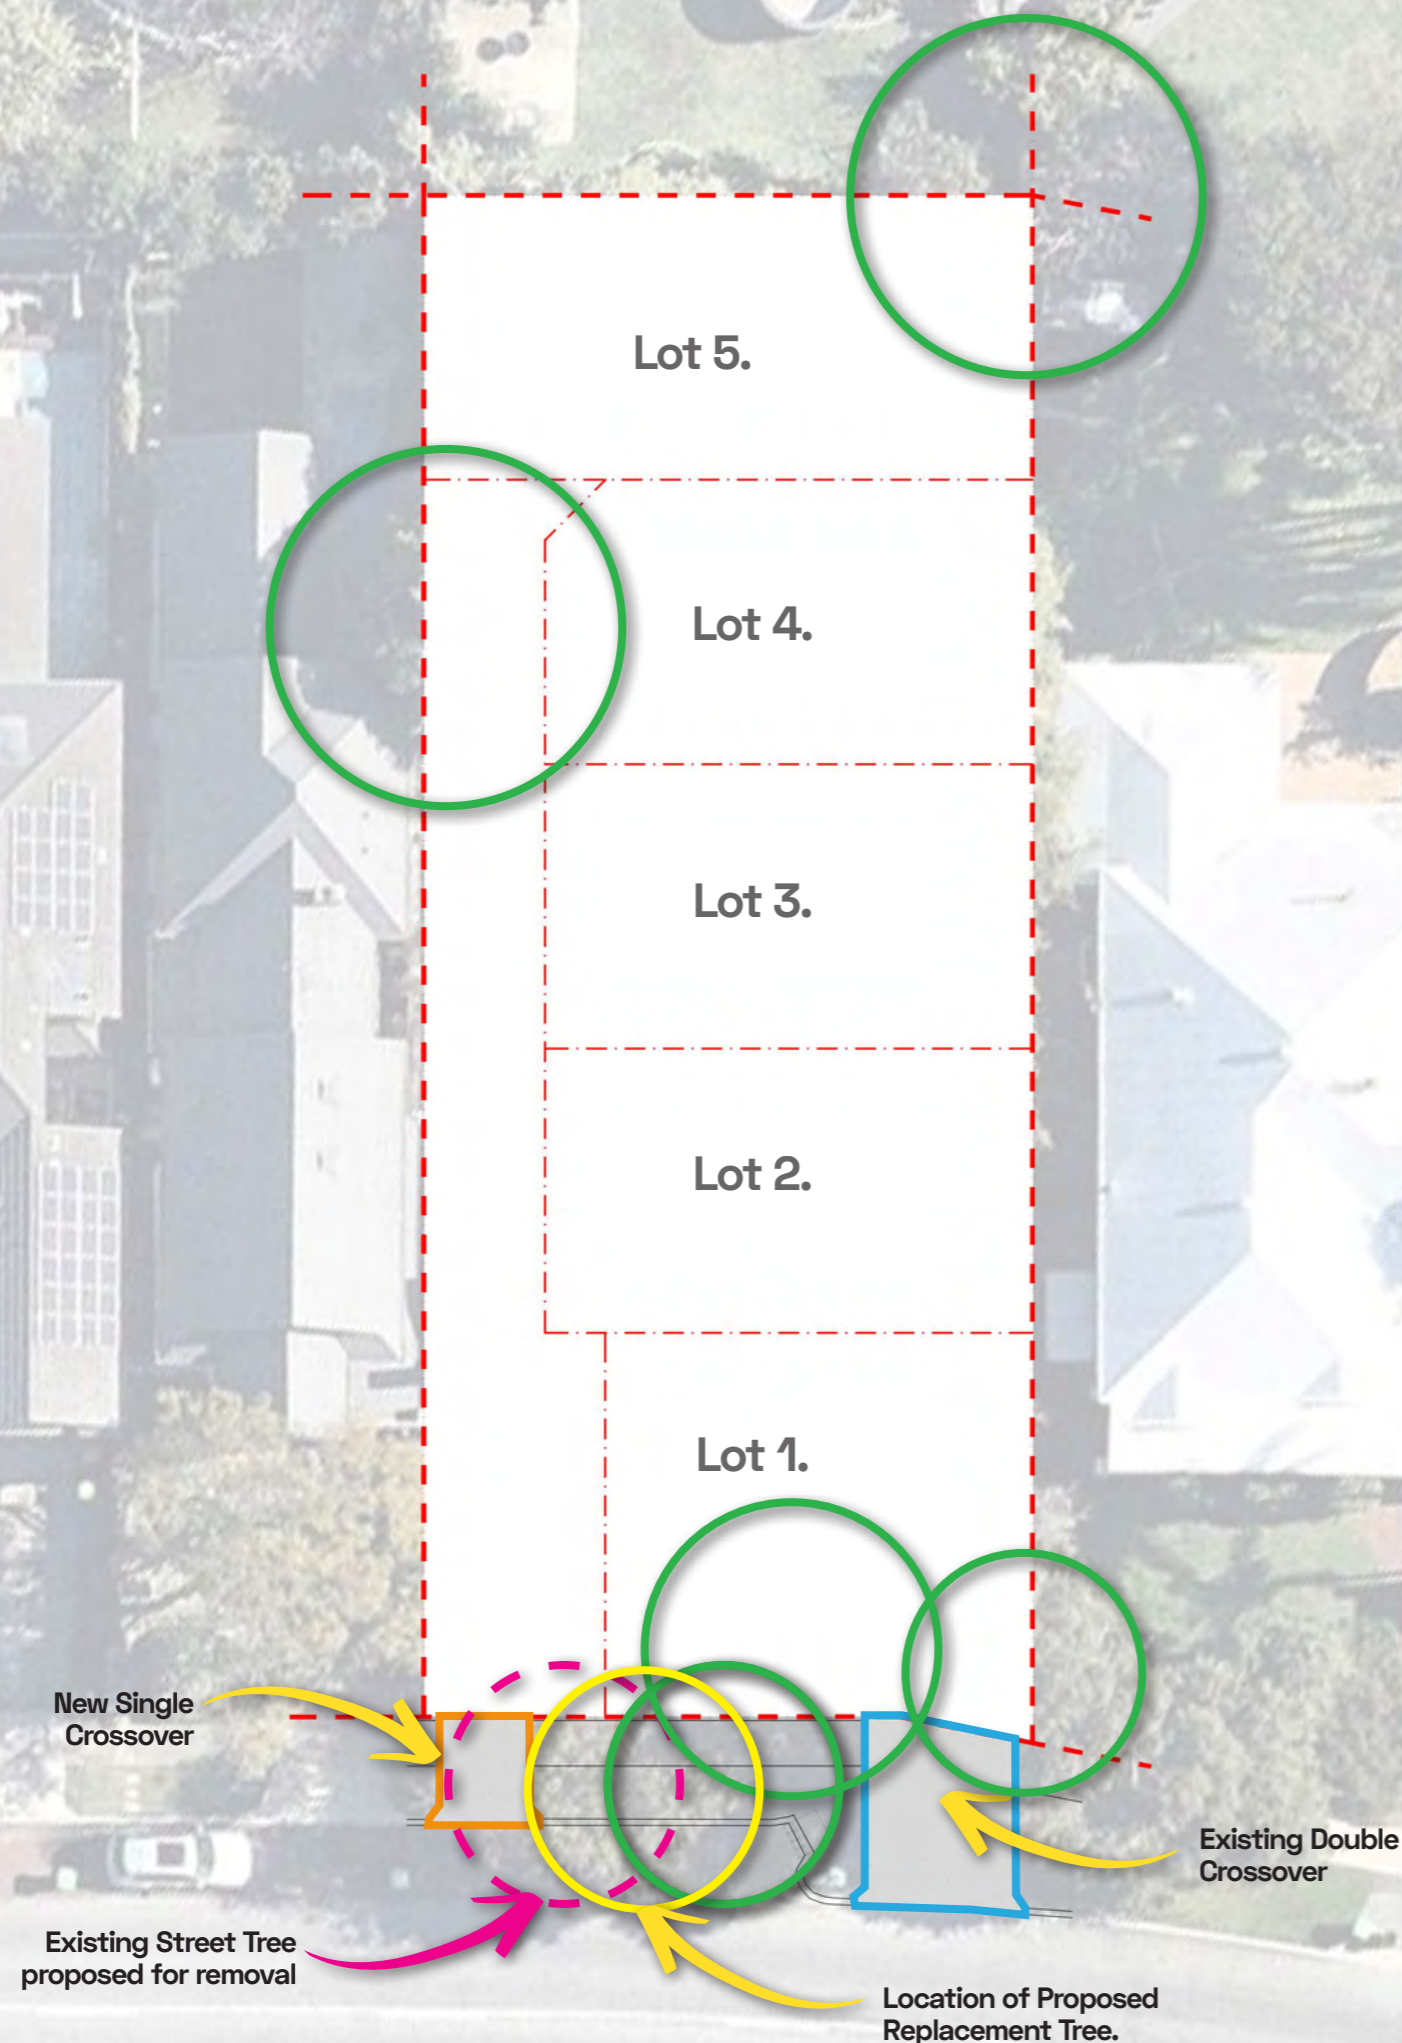 Lot 5.
Lot 4.
Lot 3.
Lot 2.
Lot 1.
New Single
Crossover
Existing Double
Crossover
Existing Street Tree
proposed for removal
Location of Proposed
Replacement Tree.